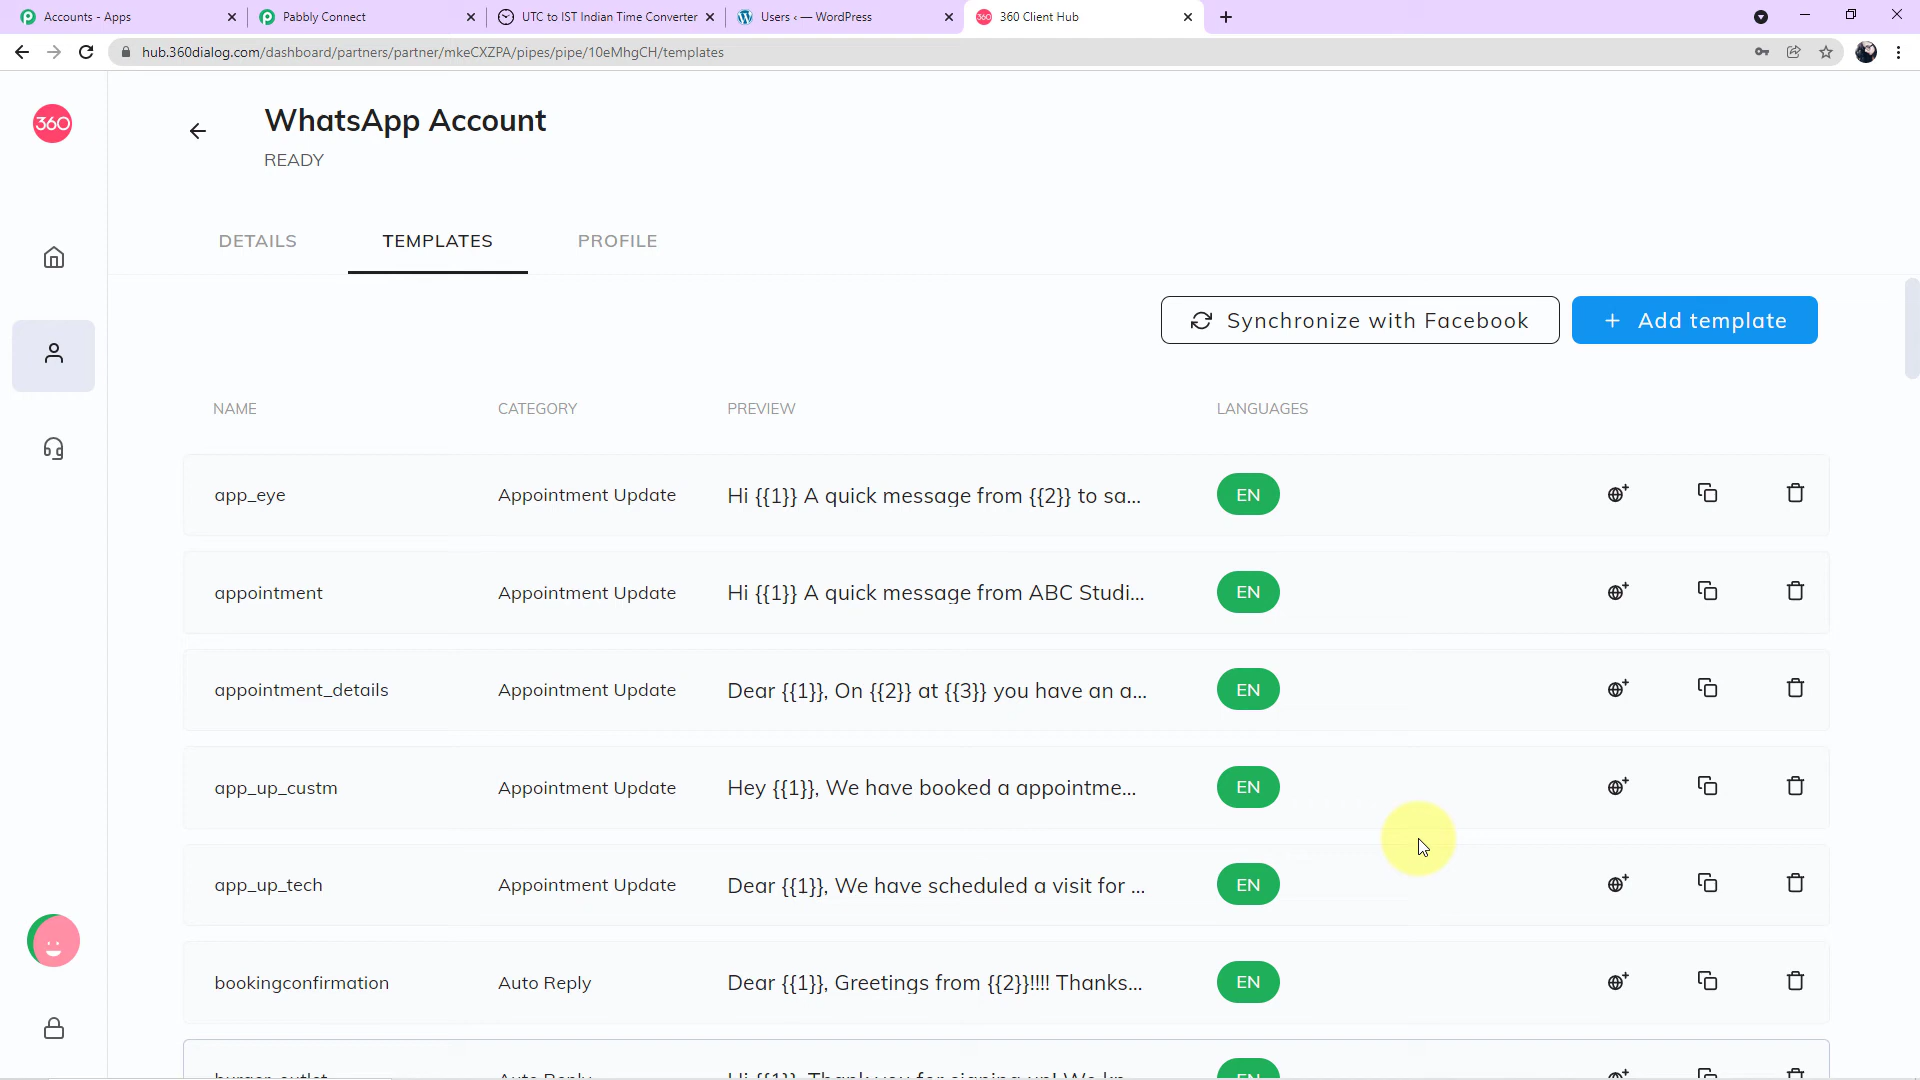 Accounts - Apps
Pabbly Connect
UTC to IST Indian Time Converter
Users ‹ — WordPress
360 Client Hub
hub.360dialog.com/dashboard/partners/partner/mkeCXZPA/pipes/pipe/10eMhgCH/templates
360
WhatsApp Account
READY
DETAILS TEMPLATES PROFILE
Synchronize with Facebook
+ Add template
NAME CATEGORY PREVIEW LANGUAGES
app_eye Appointment Update Hi {{1}} A quick message from {{2}} to sa... EN
appointment Appointment Update Hi {{1}} A quick message from ABC Studi... EN
appointment_details Appointment Update Dear {{1}}, On {{2}} at {{3}} you have an a... EN
app_up_custm Appointment Update Hey {{1}}, We have booked a appointme... EN
app_up_tech Appointment Update Dear {{1}}, We have scheduled a visit for ... EN
bookingconfirmation Auto Reply Dear {{1}}, Greetings from {{2}}!!!! Thanks... EN
burger_outlet Auto Reply Hi {{1}}, Thank you for signing up! We kn... EN